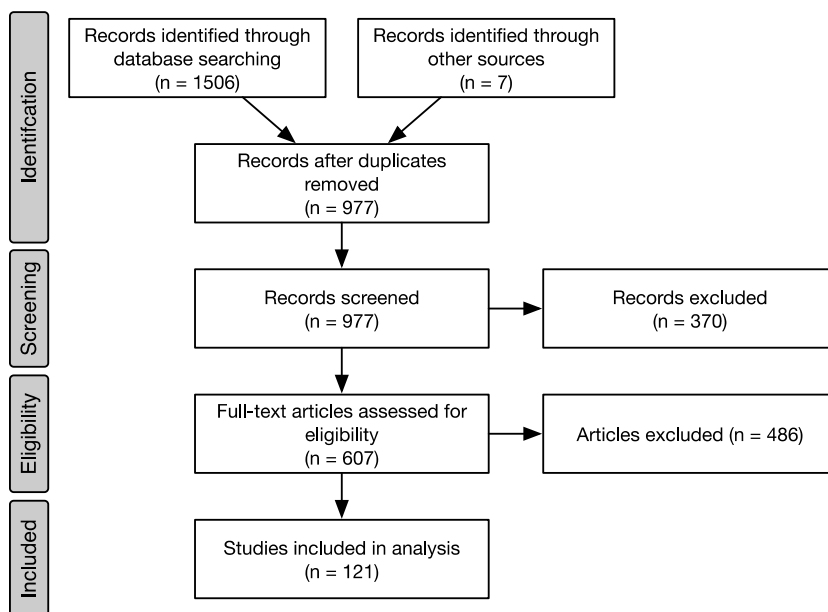 Identifcation
Records identified through
database searching
(n = 1506)
Records identified through
other sources
(n = 7)
Records after duplicates
removed
(n = 977)
Screening
Records screened
(n = 977)
Records excluded
(n = 370)
Eligibility
Full-text articles assessed for
eligibility
(n = 607)
Articles excluded (n = 486)
Included
Studies included in analysis
(n = 121)